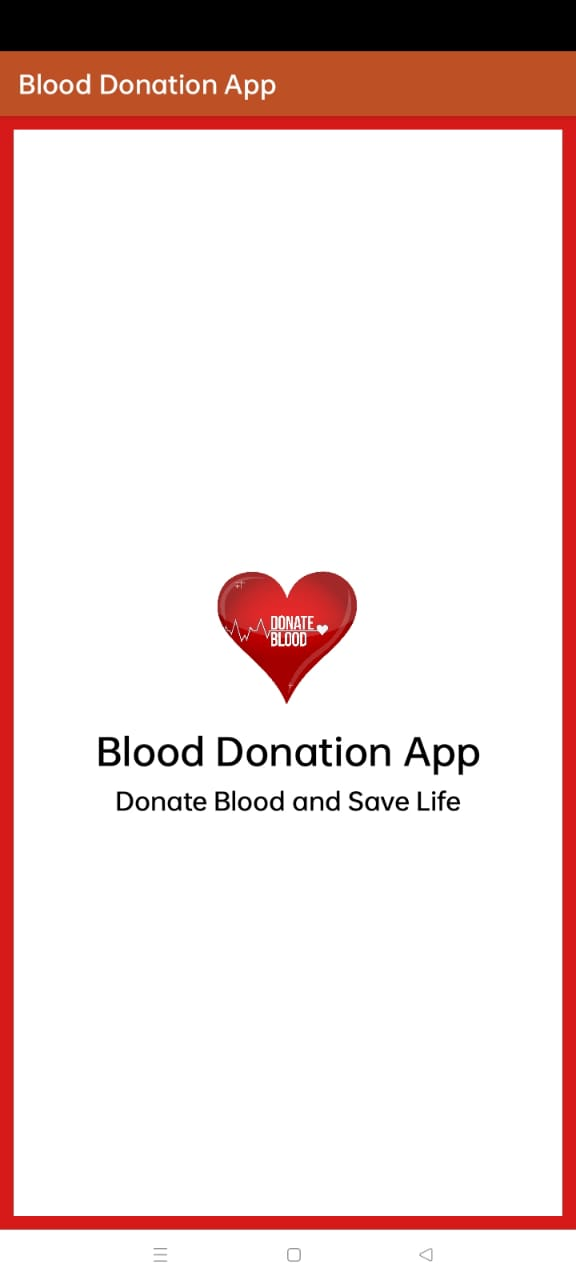 Blood Donation App
DONATE
BLOOD
Blood Donation App
Donate Blood and Save Life